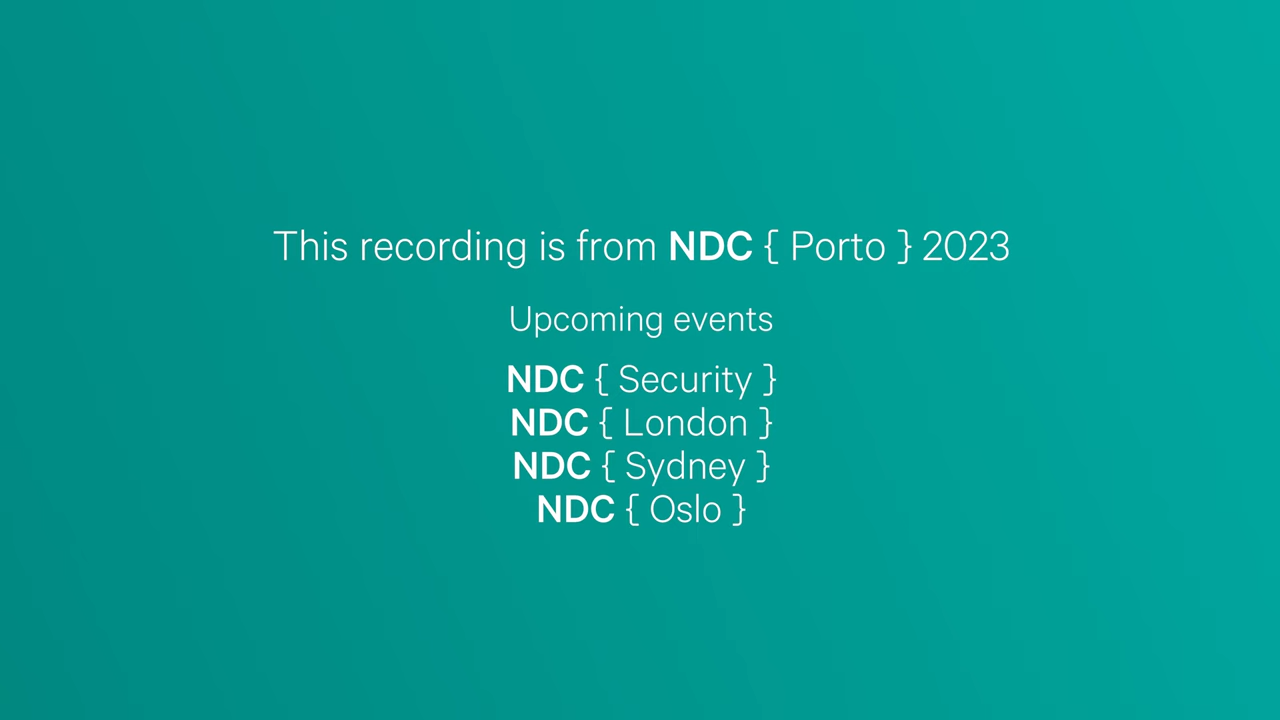 This recording is from NDC { Porto } 2023
Upcoming events
NDC { Security }
NDC { London }
NDC { Sydney }
NDC { Oslo }